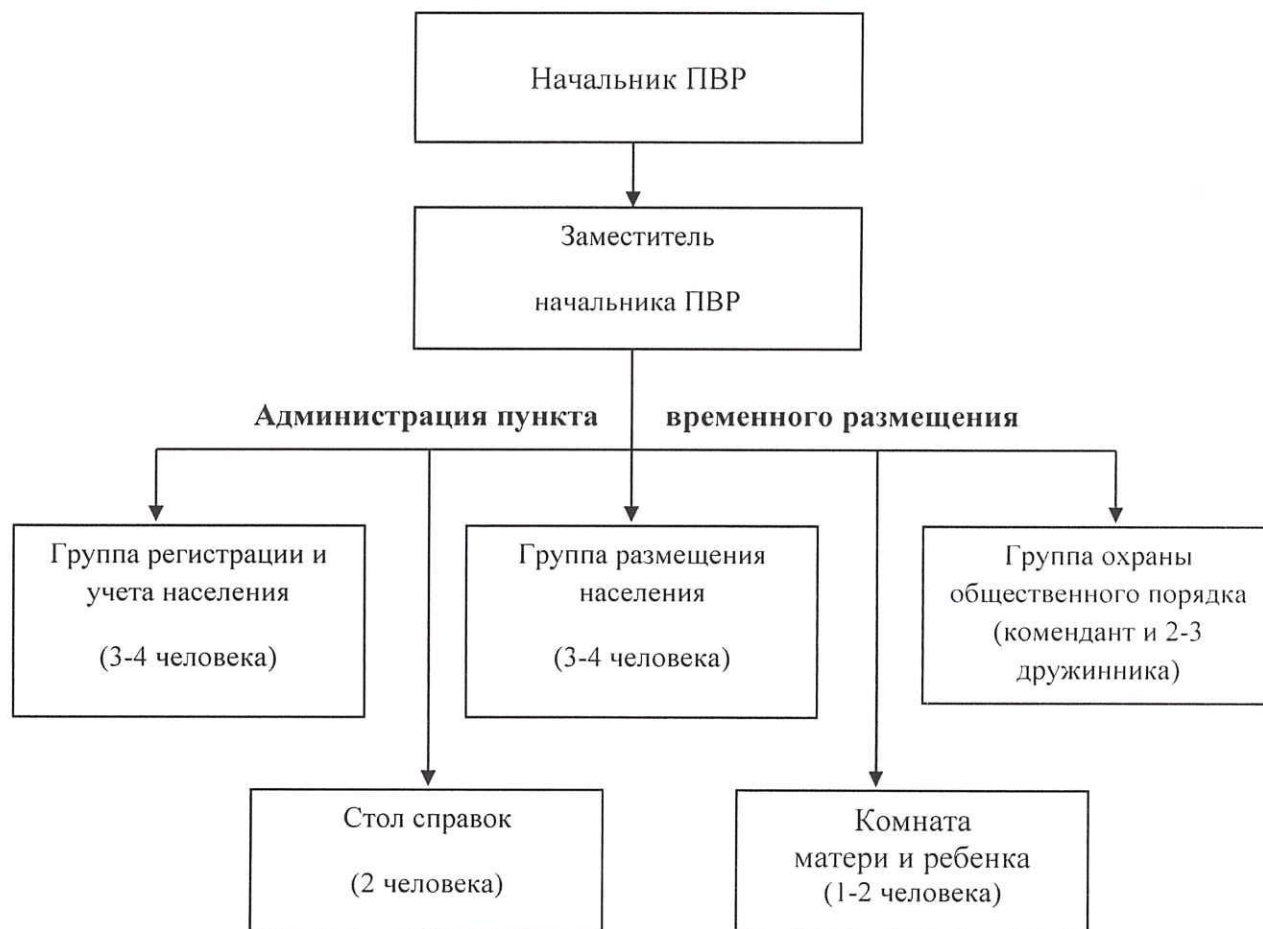 Начальник ПВР
Заместитель
начальника ПВР
Администрация пункта временного размещения
Группа регистрации и
учета населения
(3-4 человека)
Группа размещения
населения
(3-4 человека)
Группа охраны
общественного порядка
(комендант и 2-3
дружинника)
Стол справок
(2 человека)
Комната
матери и ребенка
(1-2 человека)